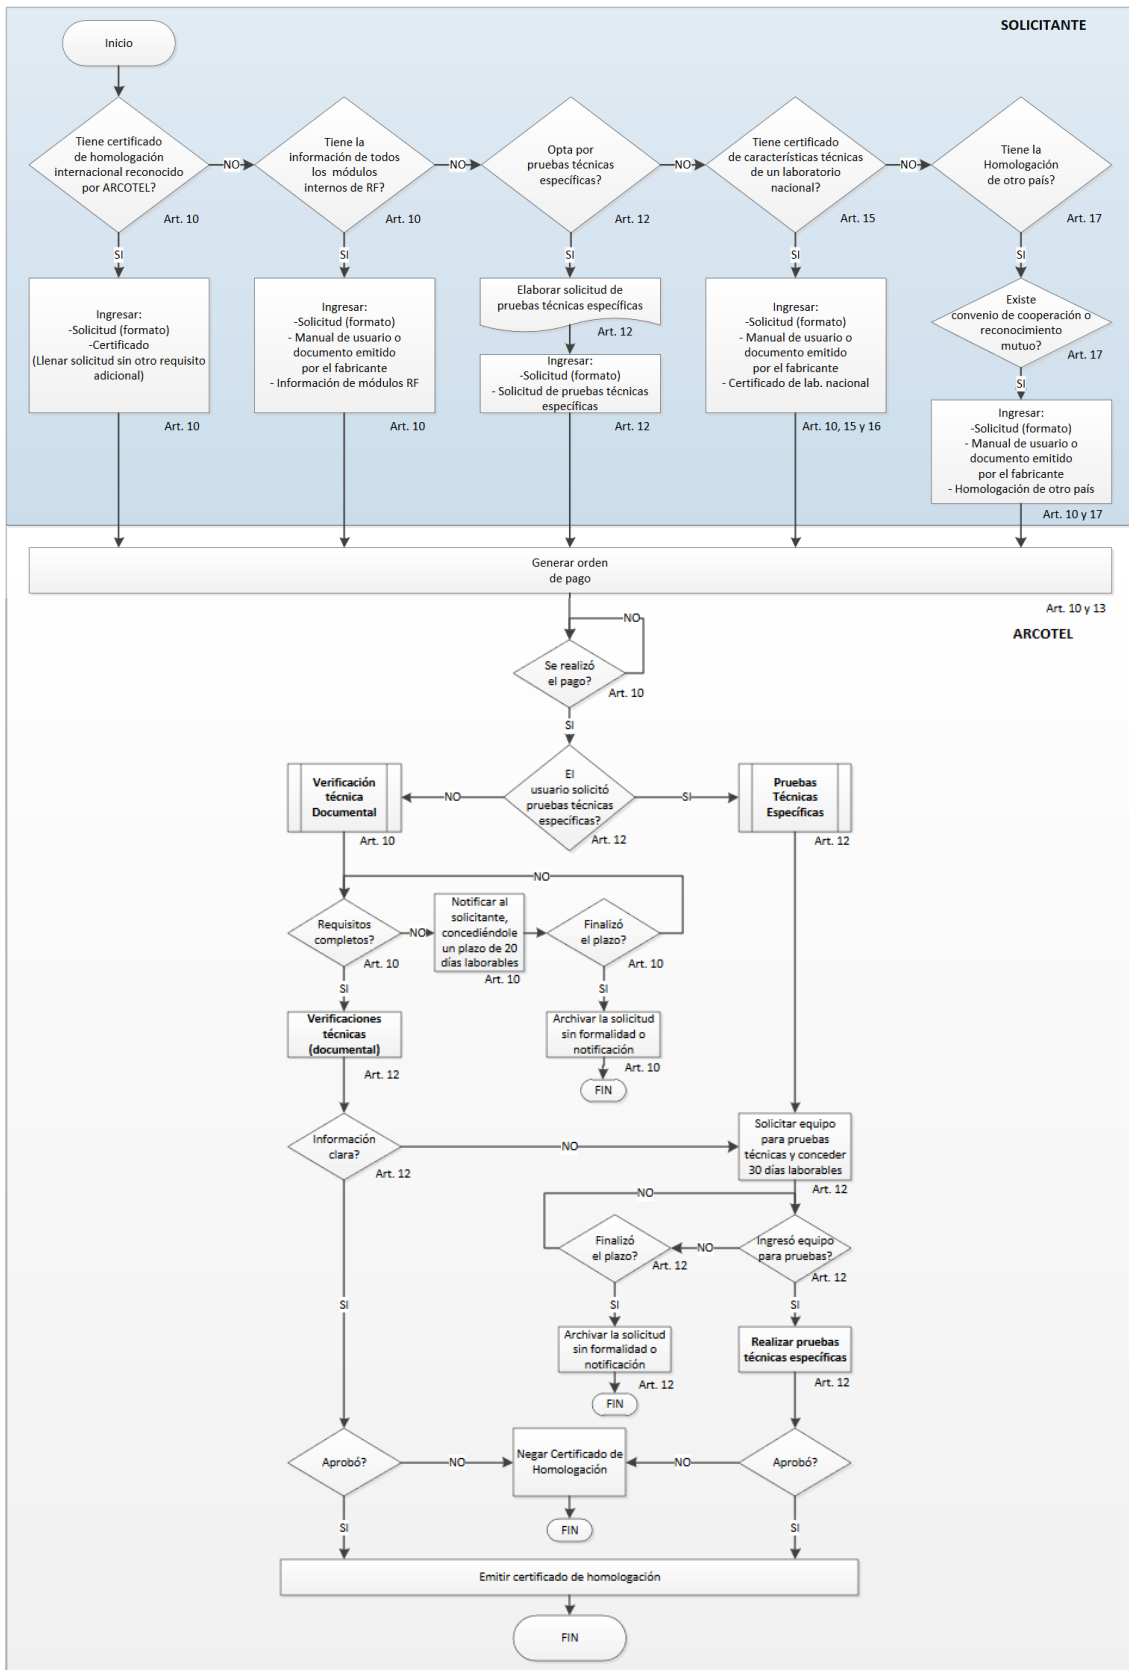 SOLICITANTE
Inicio
Tiene certificado
de homologación
internacional reconocido
por ARCOTEL?
Art. 10
NO
Tiene la
información de todos
los módulos
internos de RF?
Art. 10
NO
Opta por
pruebas técnicas
específicas?
Art. 12
NO
Tiene certificado
de características técnicas
de un laboratorio
nacional?
Art. 15
NO
Tiene la
Homologación
de otro país?
Art. 17
SI
SI
SI
SI
SI
Ingresar:
-Solicitud (formato)
-Certificado
(Llenar solicitud sin otro requisito
adicional)
Art. 10
Ingresar:
-Solicitud (formato)
- Manual de usuario o
documento emitido
por el fabricante
- Información de módulos RF
Art. 10
Elaborar solicitud de
pruebas técnicas específicas
Art. 12
Ingresar:
-Solicitud (formato)
- Solicitud de pruebas técnicas
específicas
Art. 12
Ingresar:
-Solicitud (formato)
- Manual de usuario o
documento emitido
por el fabricante
- Certificado de lab. nacional
Art. 10, 15 y 16
Existe
convenio de cooperación o
reconocimiento
mutuo?
Art. 17
SI
Ingresar:
-Solicitud (formato)
- Manual de usuario o
documento emitido
por el fabricante
- Homologación de otro país
Art. 10 y 17
Generar orden
de pago
Art. 10 y 13
ARCOTEL
NO
Se realizó
el pago?
Art. 10
SI
El
usuario solicitó
pruebas técnicas
específicas?
Art. 12
NO
SI
Verificación
técnica
Documental
Art. 10
Pruebas
Técnicas
Específicas
Art. 12
NO
Requisitos
completos?
Art. 10
NO
Notificar al
solicitante,
concediéndole
un plazo de 20
días laborables
Art. 10
Finalizó
el plazo?
Art. 10
SI
SI
Verificaciones
técnicas
(documental)
Art. 12
Archivar la solicitud
sin formalidad o
notificación
Art. 10
FIN
Información
clara?
Art. 12
NO
Solicitar equipo
para pruebas
técnicas y conceder
30 días laborables
Art. 12
NO
Finalizó
el plazo?
Art. 12
NO
Ingresó equipo
para pruebas?
Art. 12
SI
SI
SI
Archivar la solicitud
sin formalidad o
notificación
Art. 12
FIN
Realizar pruebas
técnicas específicas
Art. 12
Aprobó?
NO
Negar Certificado de
Homologación
NO
Aprobó?
FIN
SI
SI
Emitir certificado de homologación
FIN